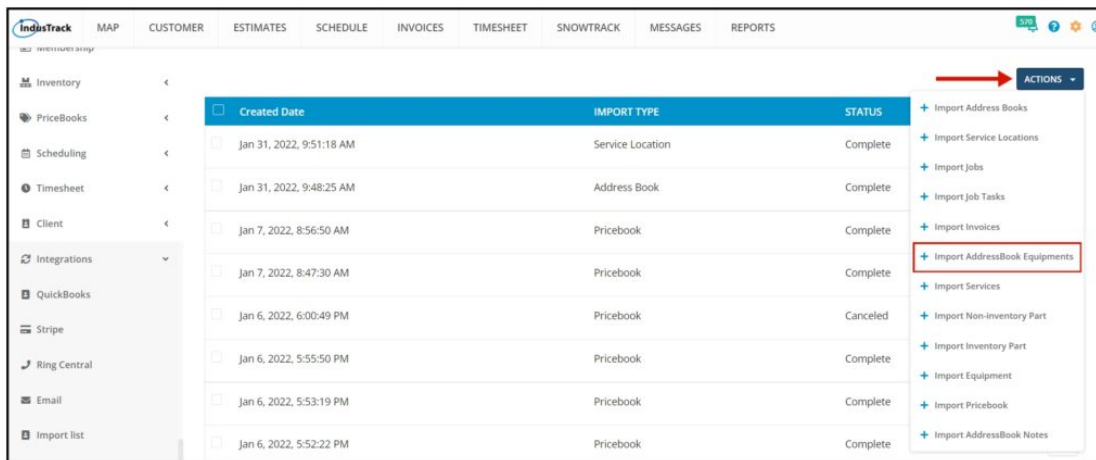 IndusTrack MAP CUSTOMER ESTIMATES SCHEDULE INVOICES TIMESHEET SNOWTRACK MESSAGES REPORTS 570
Membership
Inventory
PriceBooks
Scheduling
Timesheet
Client
Integrations
QuickBooks
Stripe
Ring Central
Email
Import list
ACTIONS
Created Date IMPORT TYPE STATUS
Jan 31, 2022, 9:51:18 AM Service Location Complete
Jan 31, 2022, 9:48:25 AM Address Book Complete
Jan 7, 2022, 8:56:50 AM Pricebook Complete
Jan 7, 2022, 8:47:30 AM Pricebook Complete
Jan 6, 2022, 6:00:49 PM Pricebook Canceled
Jan 6, 2022, 5:55:50 PM Pricebook Complete
Jan 6, 2022, 5:53:19 PM Pricebook Complete
Jan 6, 2022, 5:52:22 PM Pricebook Complete
+ Import Address Books
+ Import Service Locations
+ Import Jobs
+ Import Job Tasks
+ Import Invoices
+ Import AddressBook Equipments
+ Import Services
+ Import Non-inventory Part
+ Import Inventory Part
+ Import Equipment
+ Import Pricebook
+ Import AddressBook Notes